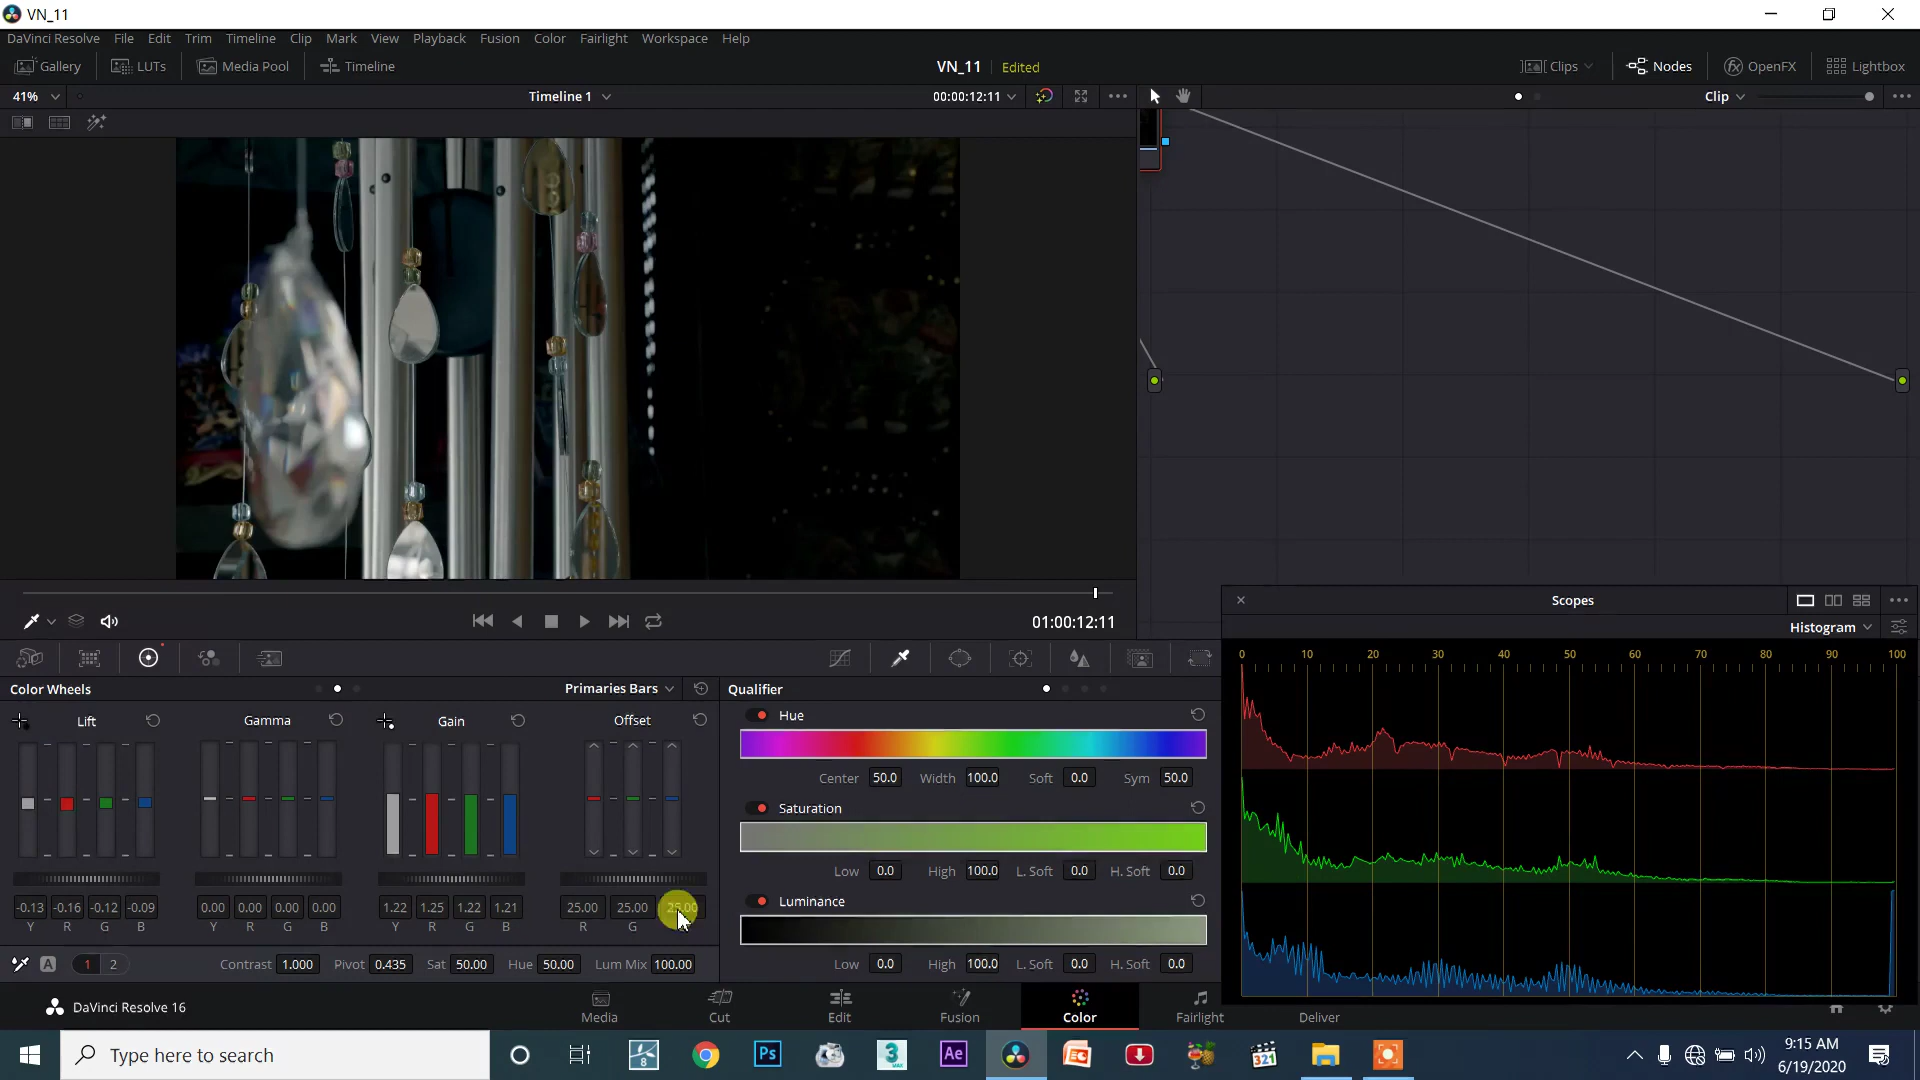 VN_11
DaVinci Resolve File Edit Trim Timeline Clip Mark View Playback Fusion Color Fairlight Workspace Help
Gallery LUTs Media Pool Timeline VN_11 Edited Clips Nodes OpenFX Lightbox
41% Timeline 1 00:00:12:11 Clip
01:00:12:11
Scopes
Histogram
0 10 20 30 40 50 60 70 80 90 100
Color Wheels Primaries Bars
Lift Gamma Gain Offset
-0.13 -0.16 -0.12 -0.09 0.00 0.00 0.00 0.00 1.22 1.25 1.22 1.21 25.00 25.00 25.00
Y R G B Y R G B Y R G B R G
Contrast 1.000 Pivot 0.435 Sat 50.00 Hue 50.00 Lum Mix 100.00
1 2
A
Qualifier
Hue
Center 50.0 Width 100.0 Soft 0.0 Sym 50.0
Saturation
Low 0.0 High 100.0 L. Soft 0.0 H. Soft 0.0
Luminance
Low 0.0 High 100.0 L. Soft 0.0 H. Soft 0.0
DaVinci Resolve 16
Media Cut Edit Fusion Color Fairlight Deliver
Type here to search
8 Ps 3 MAX Ae 321
9:15 AM
6/19/2020